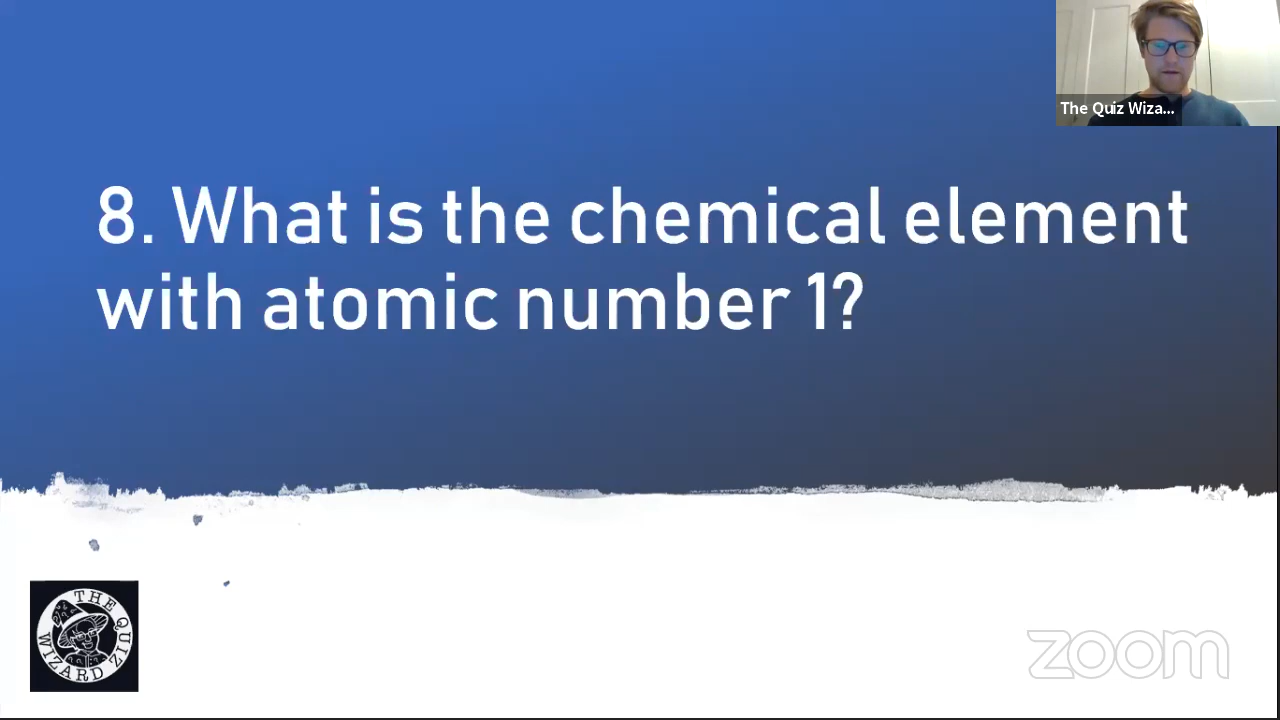 The Quiz Wiza...
8. What is the chemical element
with atomic number 1?
THE QUIZ WIZARD
zoom